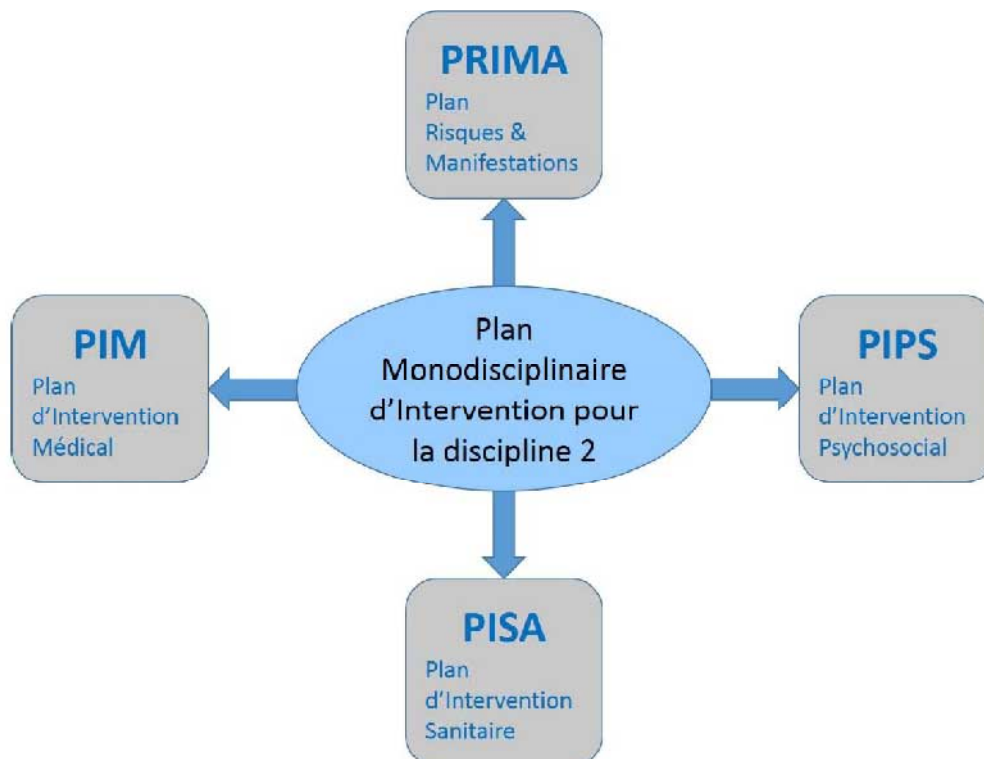 PRIMA
Plan
Risques &
Manifestations
PIM
Plan
d'Intervention
Médical
Plan
Monodisciplinaire
d'Intervention pour
la discipline 2
PIPS
Plan
d'Intervention
Psychosocial
PISA
Plan
d'Intervention
Sanitaire